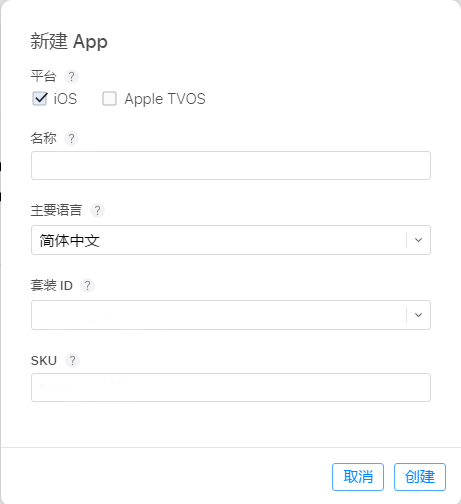 新建 App
平台 ?
iOS Apple TVOS
名称 ?
主要语言 ?
简体中文
套装 ID ?
SKU ?
取消 创建